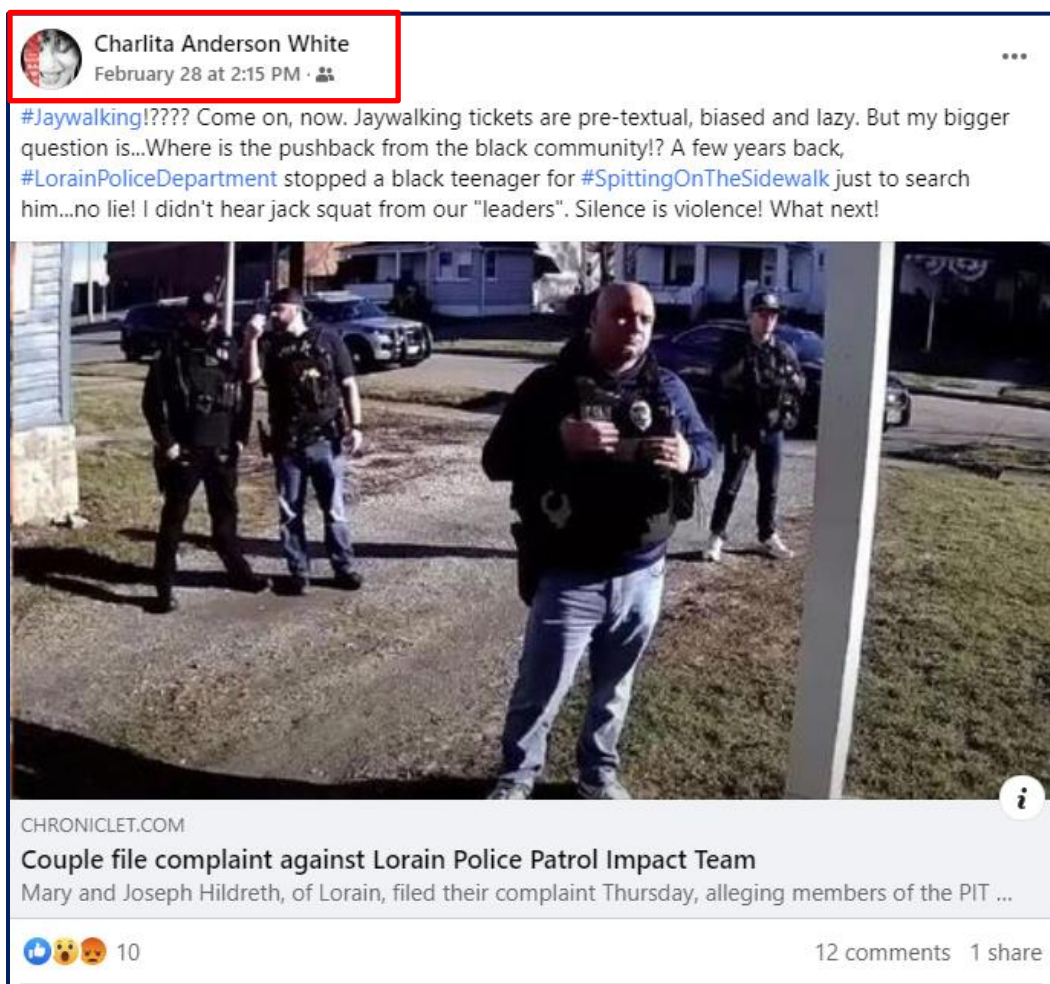 Charlita Anderson White
February 28 at 2:15 PM ·
#Jaywalking!???? Come on, now. Jaywalking tickets are pre-textual, biased and lazy. But my bigger
question is...Where is the pushback from the black community!? A few years back,
#LorainPoliceDepartment stopped a black teenager for #SpittingOnTheSidewalk just to search
him...no lie! I didn't hear jack squat from our "leaders". Silence is violence! What next!
CHRONICLET.COM
Couple file complaint against Lorain Police Patrol Impact Team
Mary and Joseph Hildreth, of Lorain, filed their complaint Thursday, alleging members of the PIT ...
10
12 comments 1 share